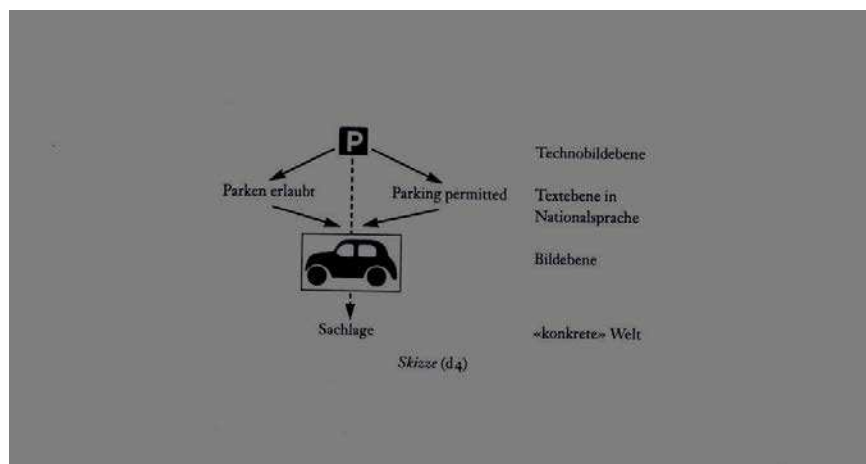 P
Technobildebene
Parken erlaubt
Parking permitted
Textebene in
Nationalsprache
Bildebene
Sachlage
«konkrete» Welt
Skizze (d4)